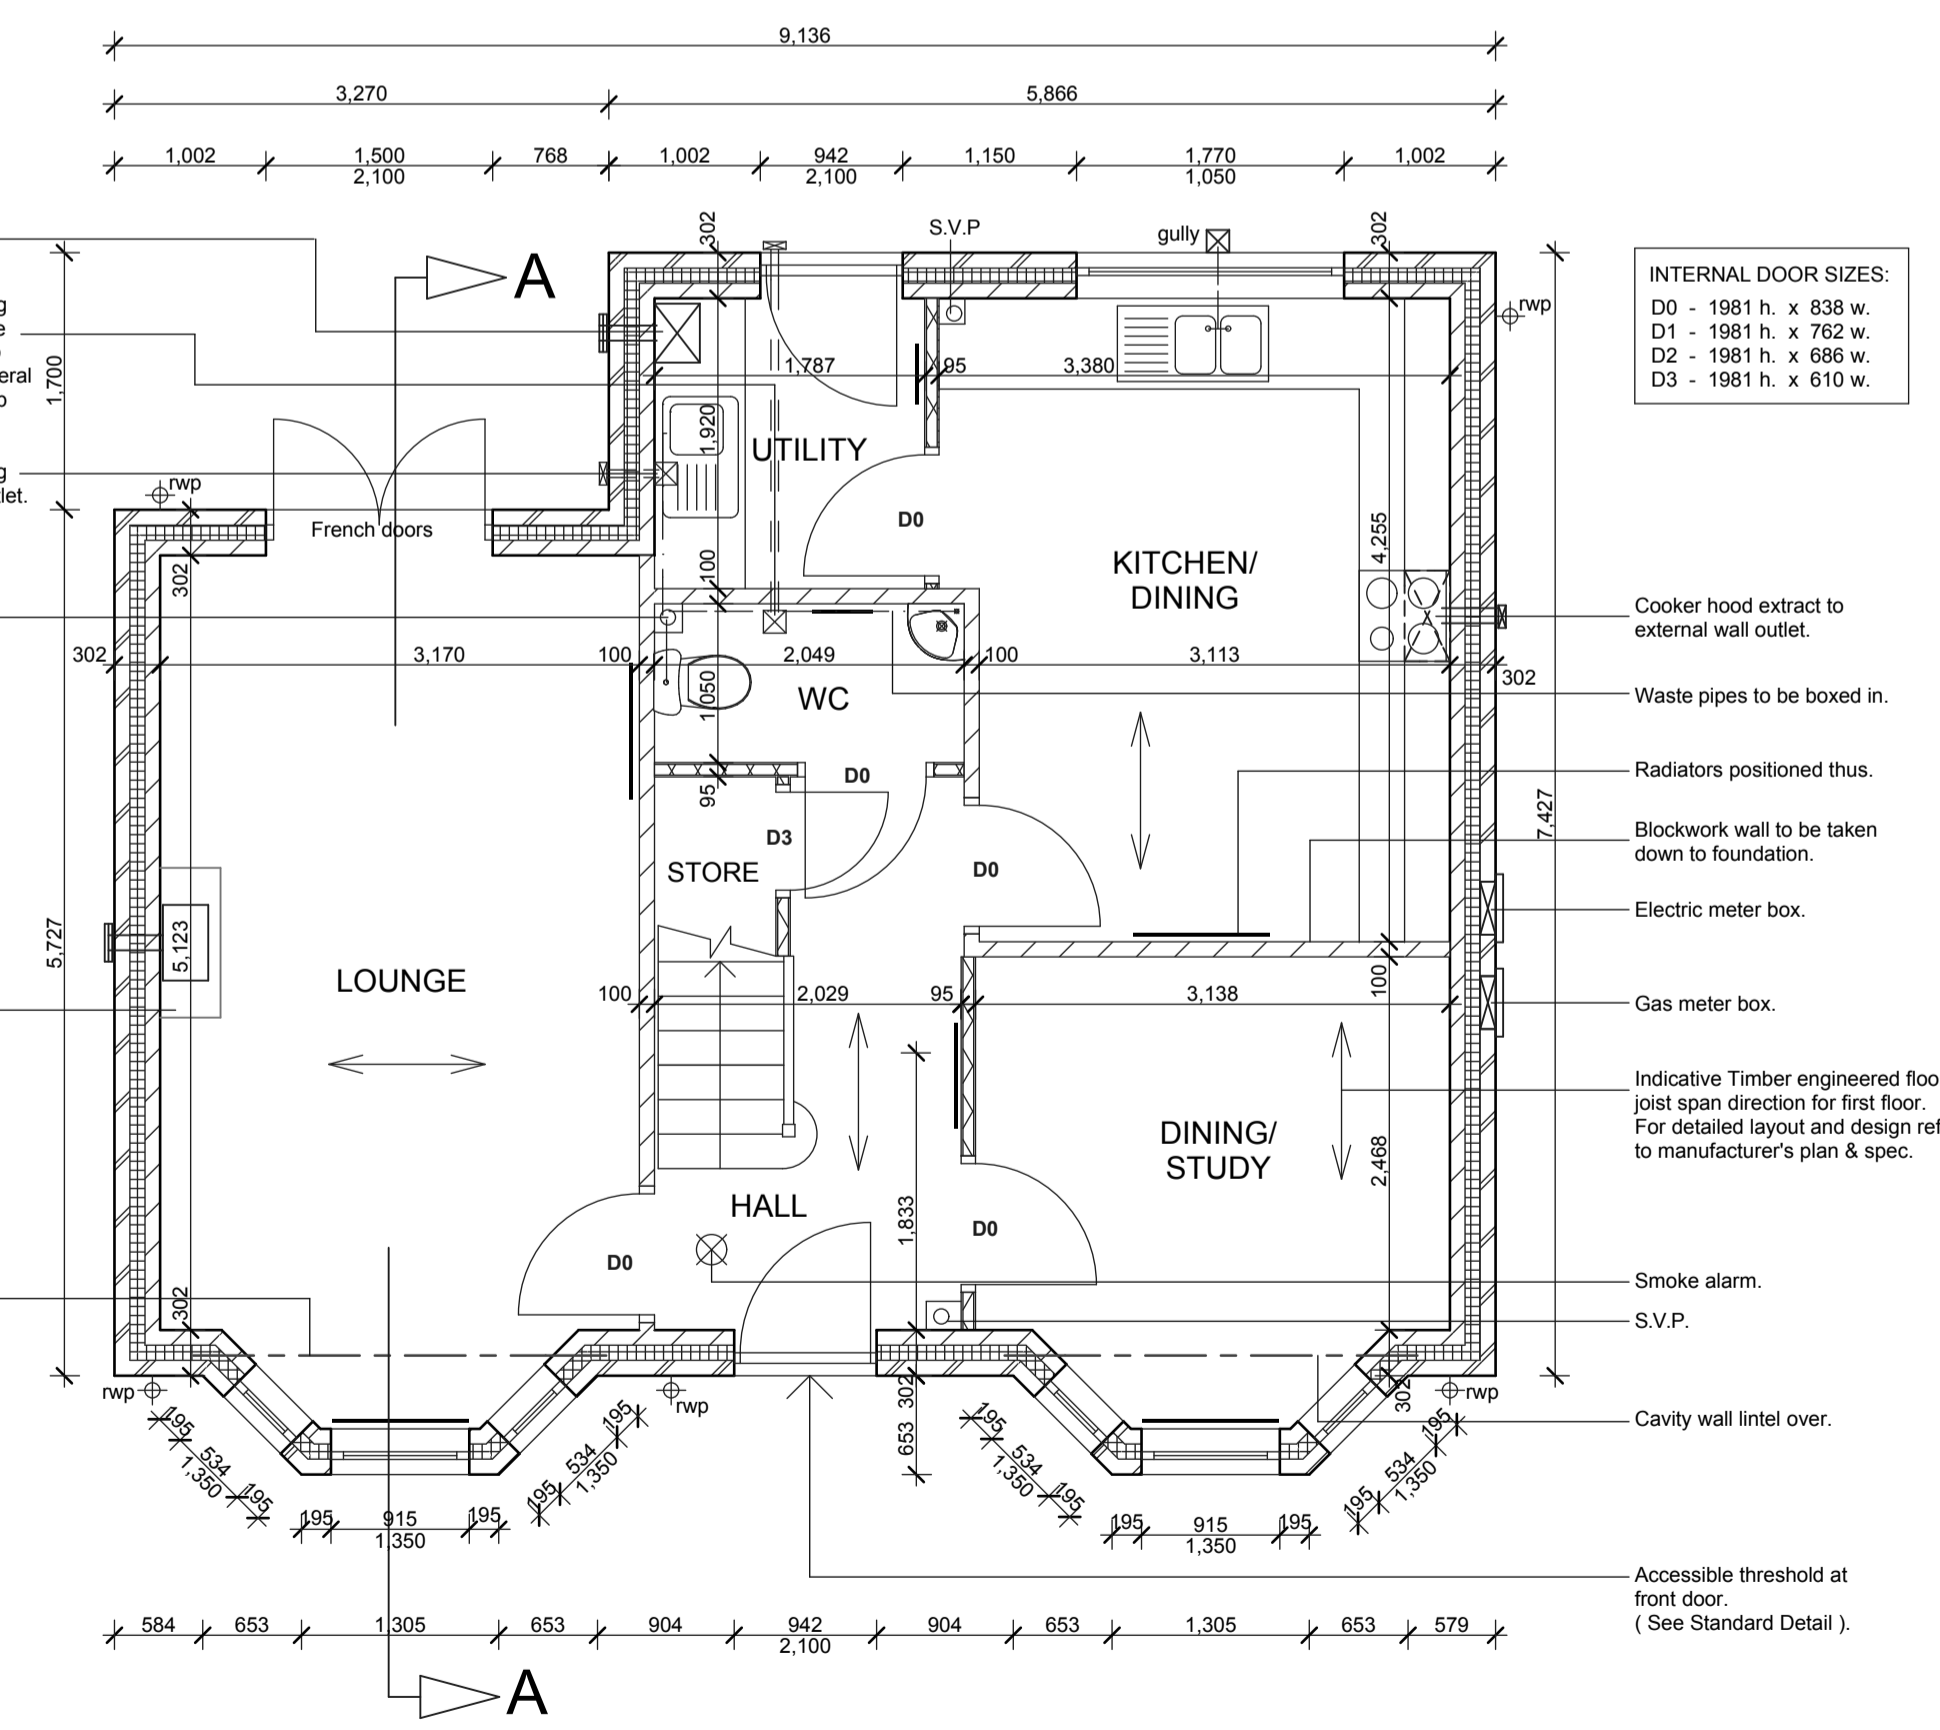 9,136
3,270
5,866
1,002
1,500
2,100
768
1,002
942
2,100
1,150
1,770
1,050
1,002
302
S.V.P
gully
302
A
INTERNAL DOOR SIZES:
D0 - 1981 h. x 838 w.
D1 - 1981 h. x 762 w.
D2 - 1981 h. x 686 w.
D3 - 1981 h. x 610 w.
rwp
g
e
eral
1,700
1,787
95
3,380
1,920
UTILITY
g
tlet.
rwp
French doors
D0
4,255
302
100
KITCHEN/
DINING
Cooker hood extract to
external wall outlet.
302
3,170
100
2,049
100
3,113
302
1,050
WC
Waste pipes to be boxed in.
D0
95
Radiators positioned thus.
7,427
D3
STORE
D0
Blockwork wall to be taken
down to foundation.
Electric meter box.
5,727
5,123
LOUNGE
100
2,029
95
3,138
100
Gas meter box.
Indicative Timber engineered floo
joist span direction for first floor.
For detailed layout and design ref
to manufacturer's plan & spec.
DINING/
STUDY
2,468
HALL
1,833
D0
D0
302
Smoke alarm.
S.V.P.
rwp
rwp
302
302
rwp
653
Cavity wall lintel over.
195
534
1,350
195
195
534
1,350
195
195
534
1,350
195
195
534
1,350
195
195
915
195
1,350
195
915
195
1,350
Accessible threshold at
front door.
( See Standard Detail ).
584
653
1,305
653
904
942
2,100
904
653
1,305
653
579
A